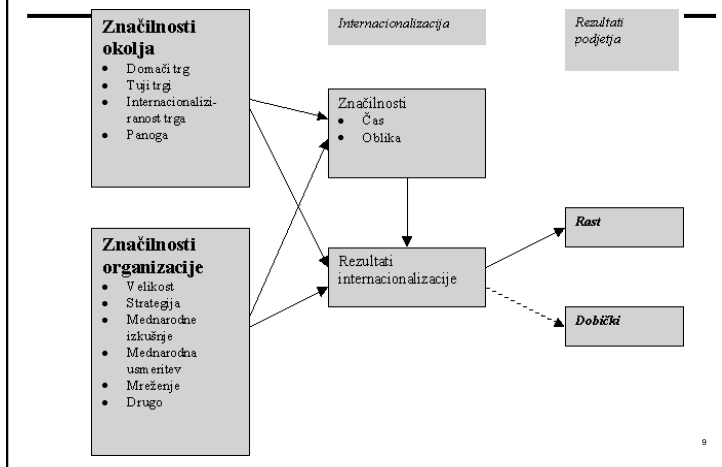 Značilnosti
okolja
• Domači trg
• Tuji trgi
• Internacionalizi-
ranost trga
• Panoga
Internacionalizacija
Rezultati
podjetja
Značilnosti
• Čas
• Oblika
Značilnosti
organizacije
• Velikost
• Strategija
• Mednarodne
izkušnje
• Mednarodna
usmeritev
• Mreženje
• Drugo
Rezultati
internacionalizacije
Rast
Dobički
9